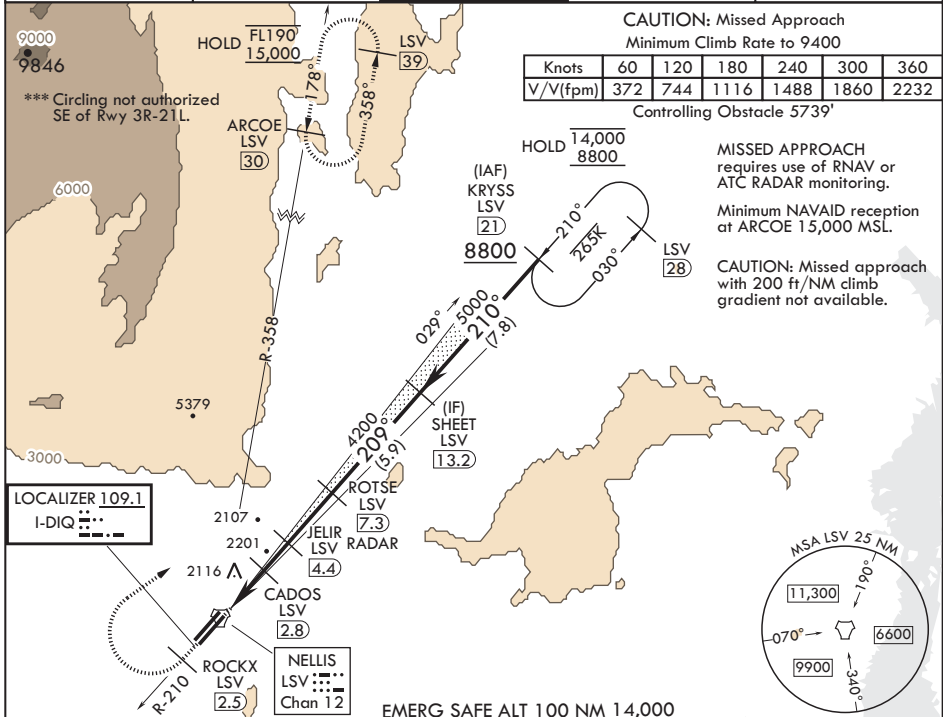 CAUTION: Missed Approach
Minimum Climb Rate to 9400
Knots 60 120 180 240 300 360
V/V(fpm) 372 744 1116 1488 1860 2232
Controlling Obstacle 5739'
9000
9846
*** Circling not authorized
SE of Rwy 3R-21L.
HOLD FL190
15,000
LSV
39
178°
358°
ARCOE
LSV
30
HOLD 14,000
8800
MISSED APPROACH
requires use of RNAV or
ATC RADAR monitoring.
Minimum NAVAID reception
at ARCOE 15,000 MSL.
CAUTION: Missed approach
with 200 ft/NM climb
gradient not available.
(IAF)
KRYSS
LSV
21
8800
210°
265K
030°
LSV
28
6000
R-358
029°
5000
210°
(7.8)
(IF)
SHEET
LSV
13.2
5379
4200
209°
(5.9)
3000
ROTSE
LSV
7.3
RADAR
LOCALIZER 109.1
I-DIQ
2107
2201
2116
JELIR
LSV
4.4
CADOS
LSV
2.8
ROCKX
LSV
2.5
R-210
NELLIS
LSV
Chan 12
MSA LSV 25 NM
190°
11,300
070°
6600
9900
340°
EMERG SAFE ALT 100 NM 14,000